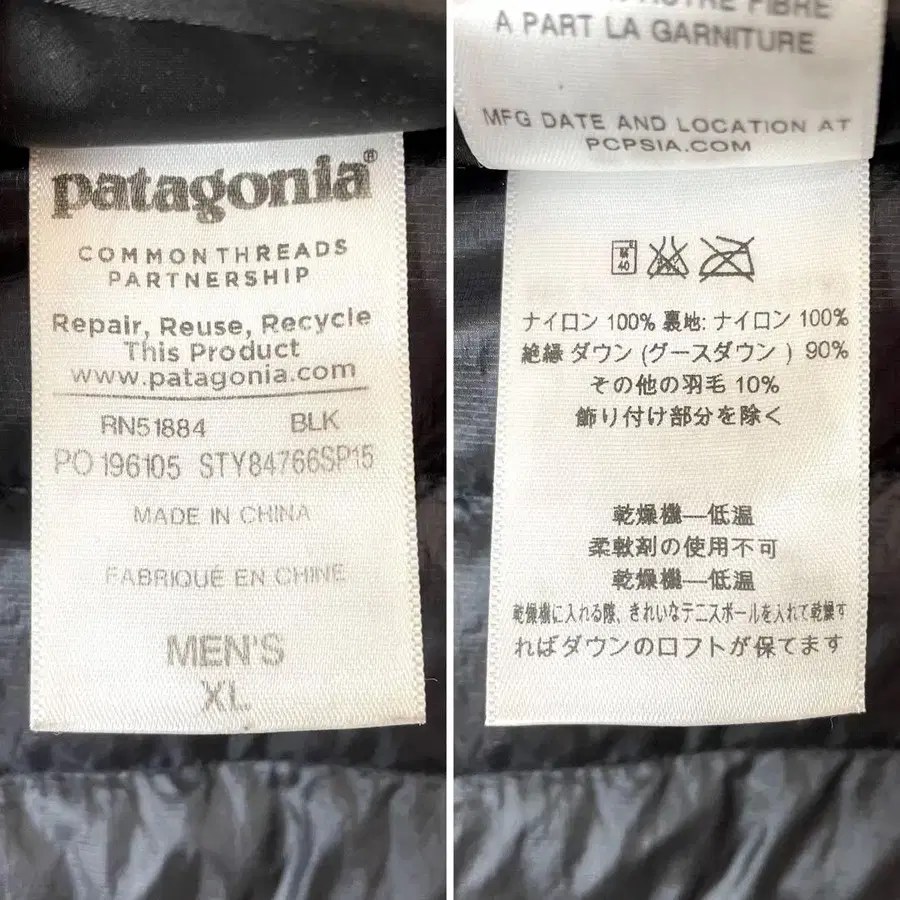 patagonia®
COMMON THREADS
PARTNERSHIP
Repair, Reuse, Recycle
This Product
www.patagonia.com
RN51884 BLK
PO 196105 STY84766SP15
MADE IN CHINA
FABRIQUÉ EN CHINE
MEN'S
XL
AUTRE FIBRE
A PART LA GARNITURE
MFG DATE AND LOCATION AT
PCPSIA.COM
40
ナイロン 100% 裏地: ナイロン 100%
絶縁 ダウン (グースダウン ) 90%
その他の羽毛 10%
飾り付け部分を除く
乾燥機—低温
柔軟剤の使用不可
乾燥機—低温
乾燥機に入れる際、きれいなテニスボールを入れて乾燥す
ればダウンのロフトが保てます